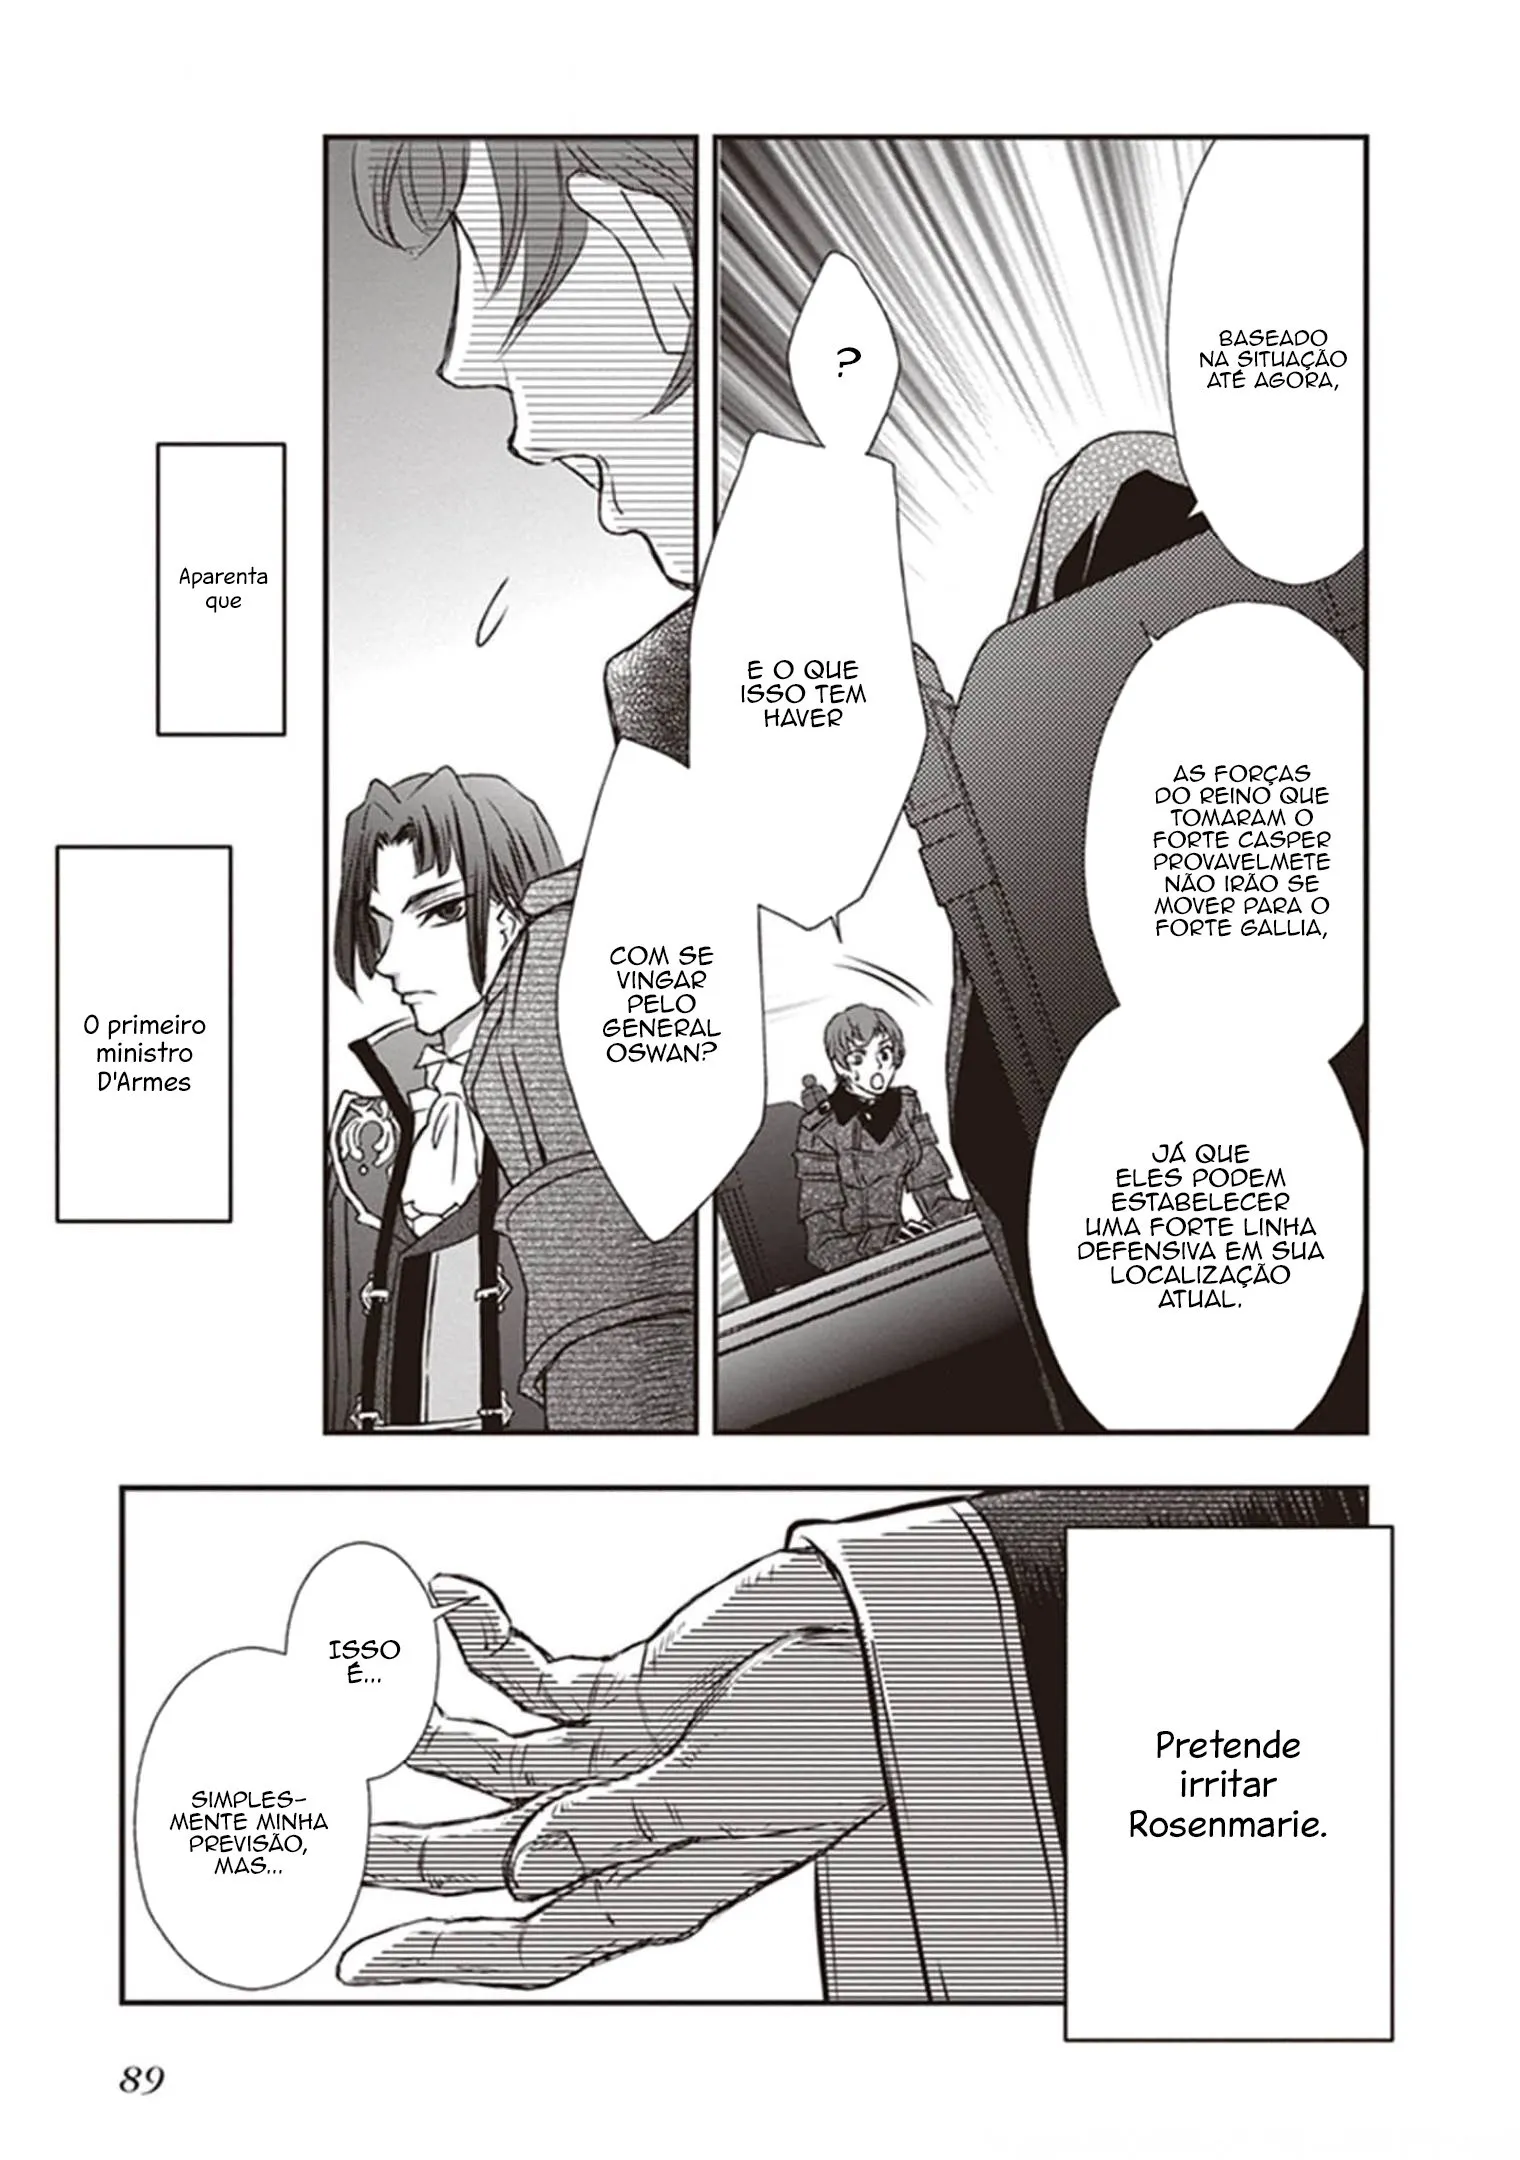 BASEADO
NA SITUAÇÃO
ATÉ AGORA,
AS FORÇAS
DO REINO QUE
TOMARAM O
FORTE CASPER
PROVAVELMETE
NÃO IRÃO SE
MOVER PARA O
FORTE GALLIA,
JÁ QUE
ELES PODEM
ESTABELECER
UMA FORTE LINHA
DEFENSIVA EM SUA
LOCALIZAÇÃO
ATUAL.
?
E O QUE
ISSO TEM
HAVER
COM SE
VINGAR
PELO
GENERAL
OSWAN?
Aparenta
que
O primeiro
ministro
D'Armes
Pretende
irritar
Rosenmarie.
ISSO
É...
SIMPLES-
MENTE MINHA
PREVISÃO,
MAS...
89